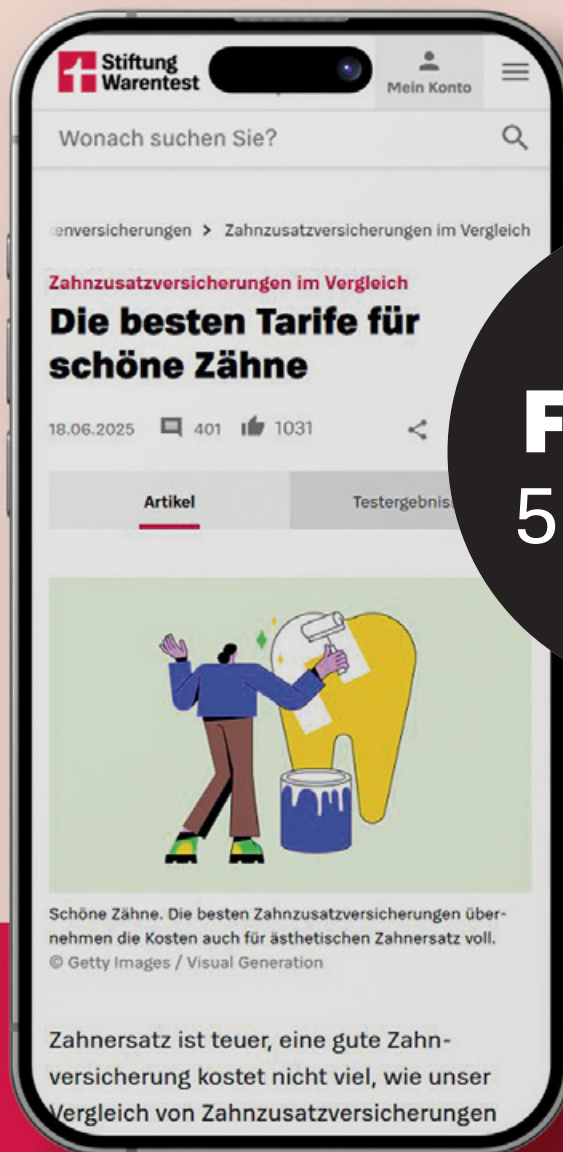 Stiftung
Warentest
Mein Konto
Wonach suchen Sie?
enversicherungen > Zahnzusatzversicherungen im Vergleich
Zahnzusatzversicherungen im Vergleich
Die besten Tarife für
schöne Zähne
18.06.2025 401 1031
Artikel
Testergebnis
F
5
Schöne Zähne. Die besten Zahnzusatzversicherungen über-
nehmen die Kosten auch für ästhetischen Zahnersatz voll.
© Getty Images / Visual Generation
Zahnersatz ist teuer, eine gute Zahn-
versicherung kostet nicht viel, wie unser
Vergleich von Zahnzusatzversicherungen